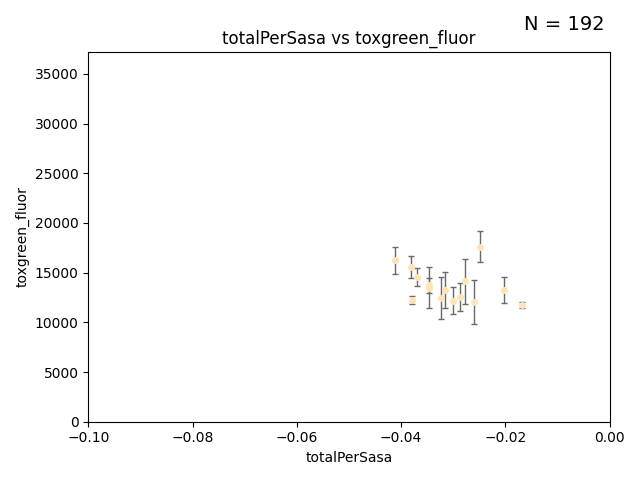 N = 192
totalPerSasa vs toxgreen_fluor
toxgreen_fluor
35000
30000
25000
20000
15000
10000
5000
0
−0.10 −0.08 −0.06 −0.04 −0.02 0.00
totalPerSasa